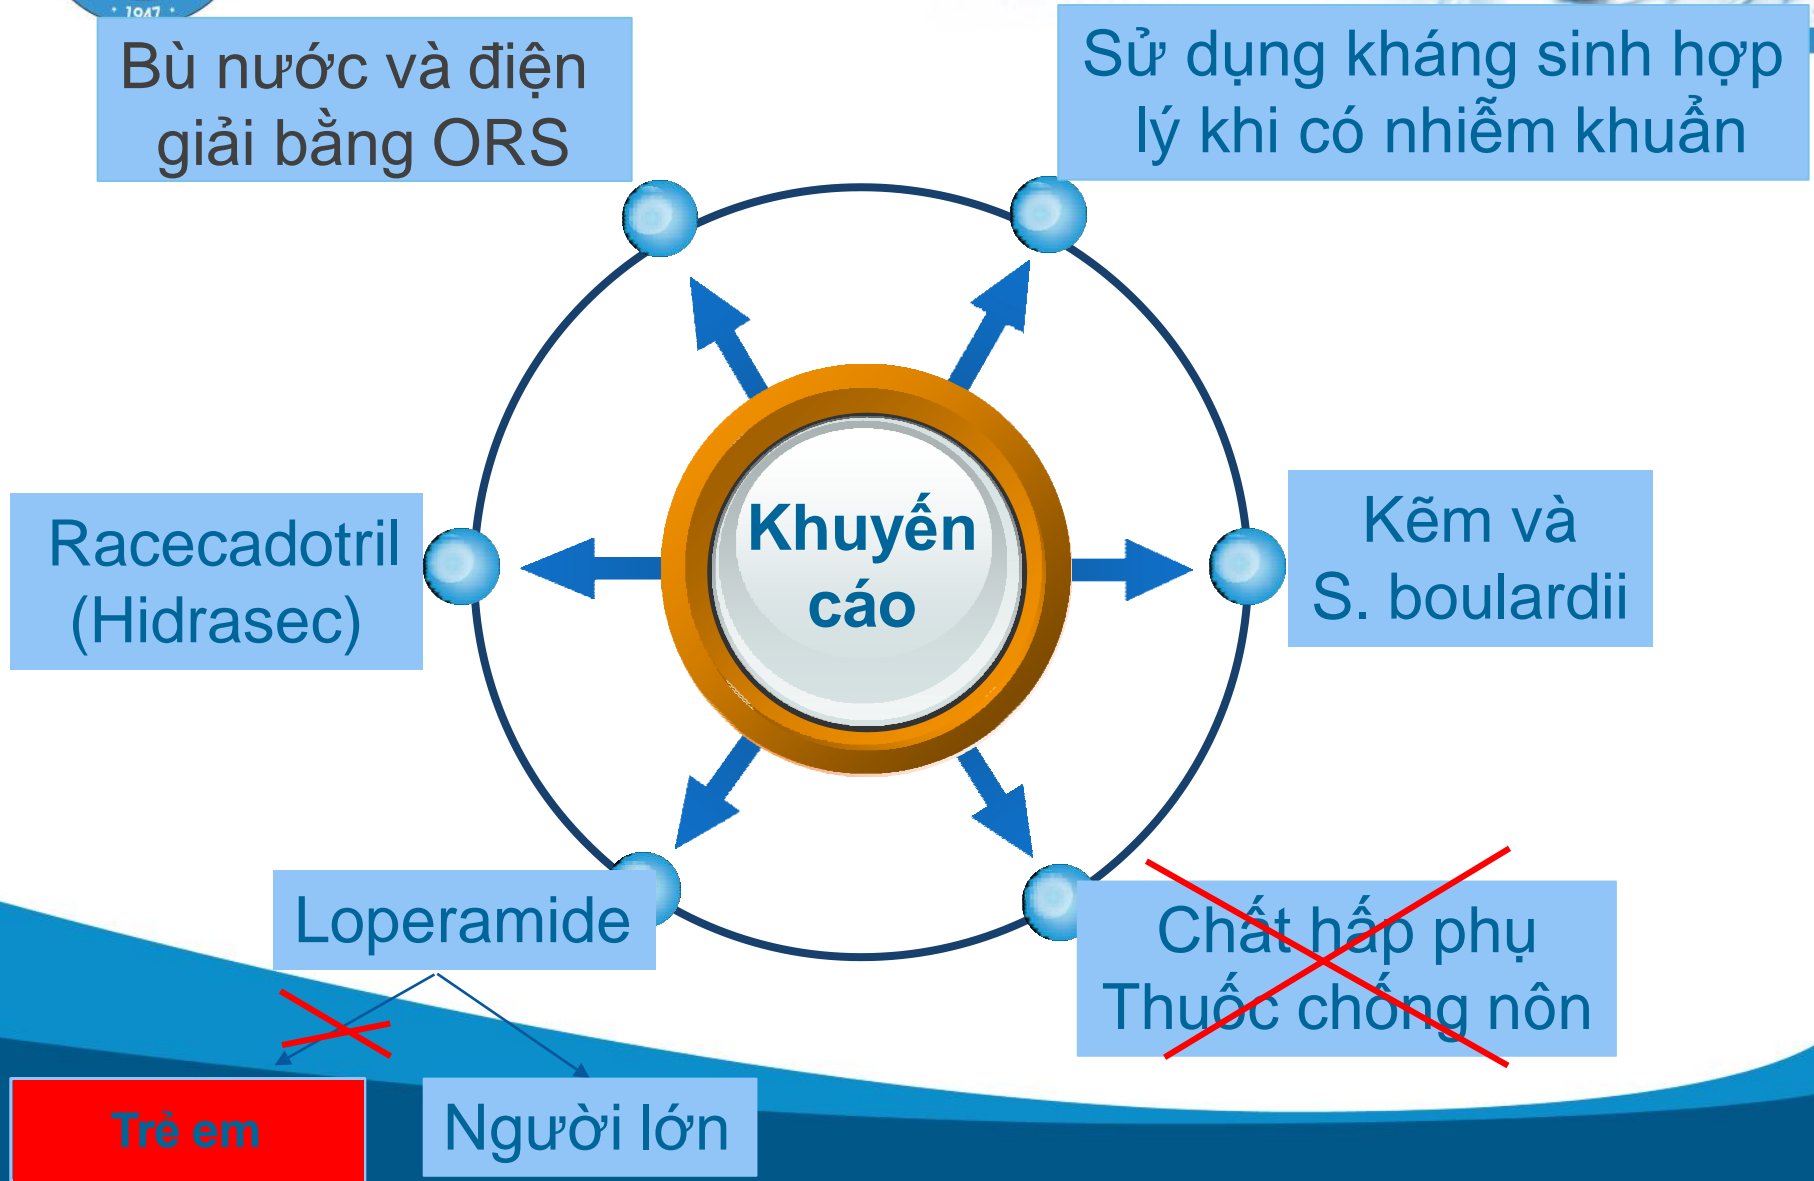 * 1947 *
Bù nước và điện
giải bằng ORS
Sử dụng kháng sinh hợp
lý khi có nhiễm khuẩn
Racecadotril
(Hidrasec)
Khuyến
cáo
Kẽm và
S. boulardii
Loperamide
Chất hấp phụ
Thuốc chống nôn
Trẻ em
Người lớn